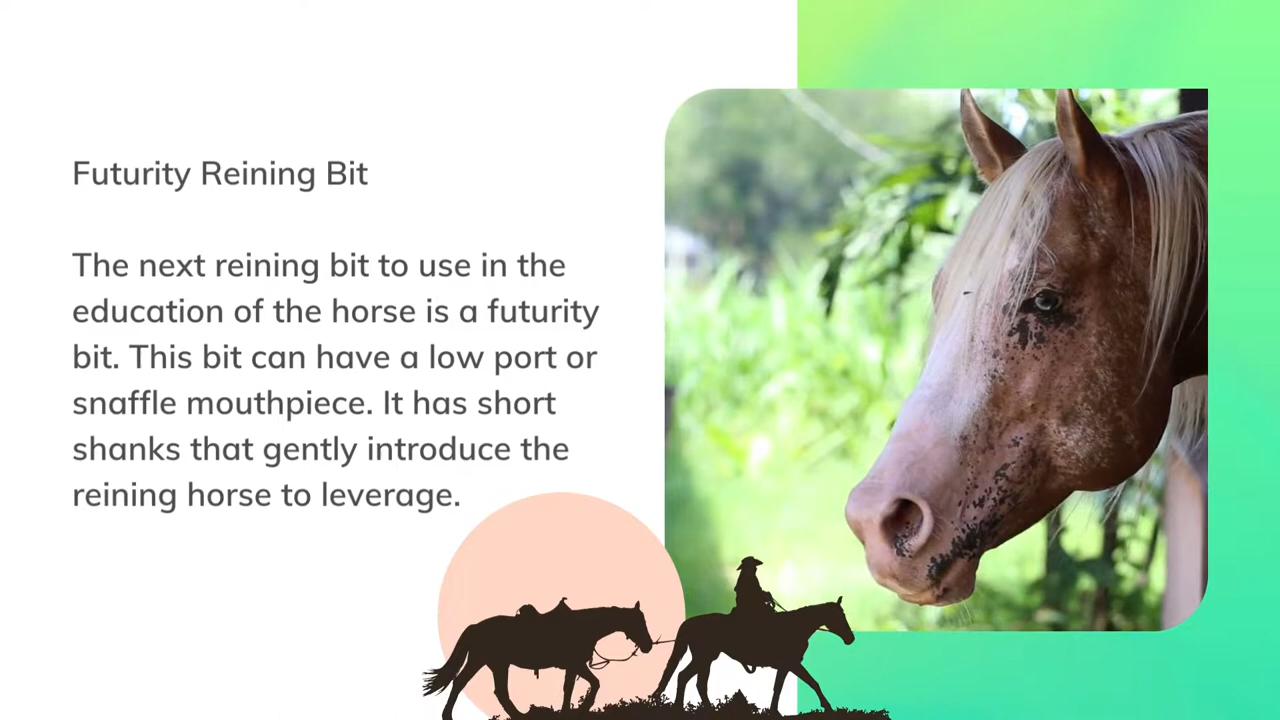 Futurity Reining Bit
The next reining bit to use in the
education of the horse is a futurity
bit. This bit can have a low port or
snaffle mouthpiece. It has short
shanks that gently introduce the
reining horse to leverage.